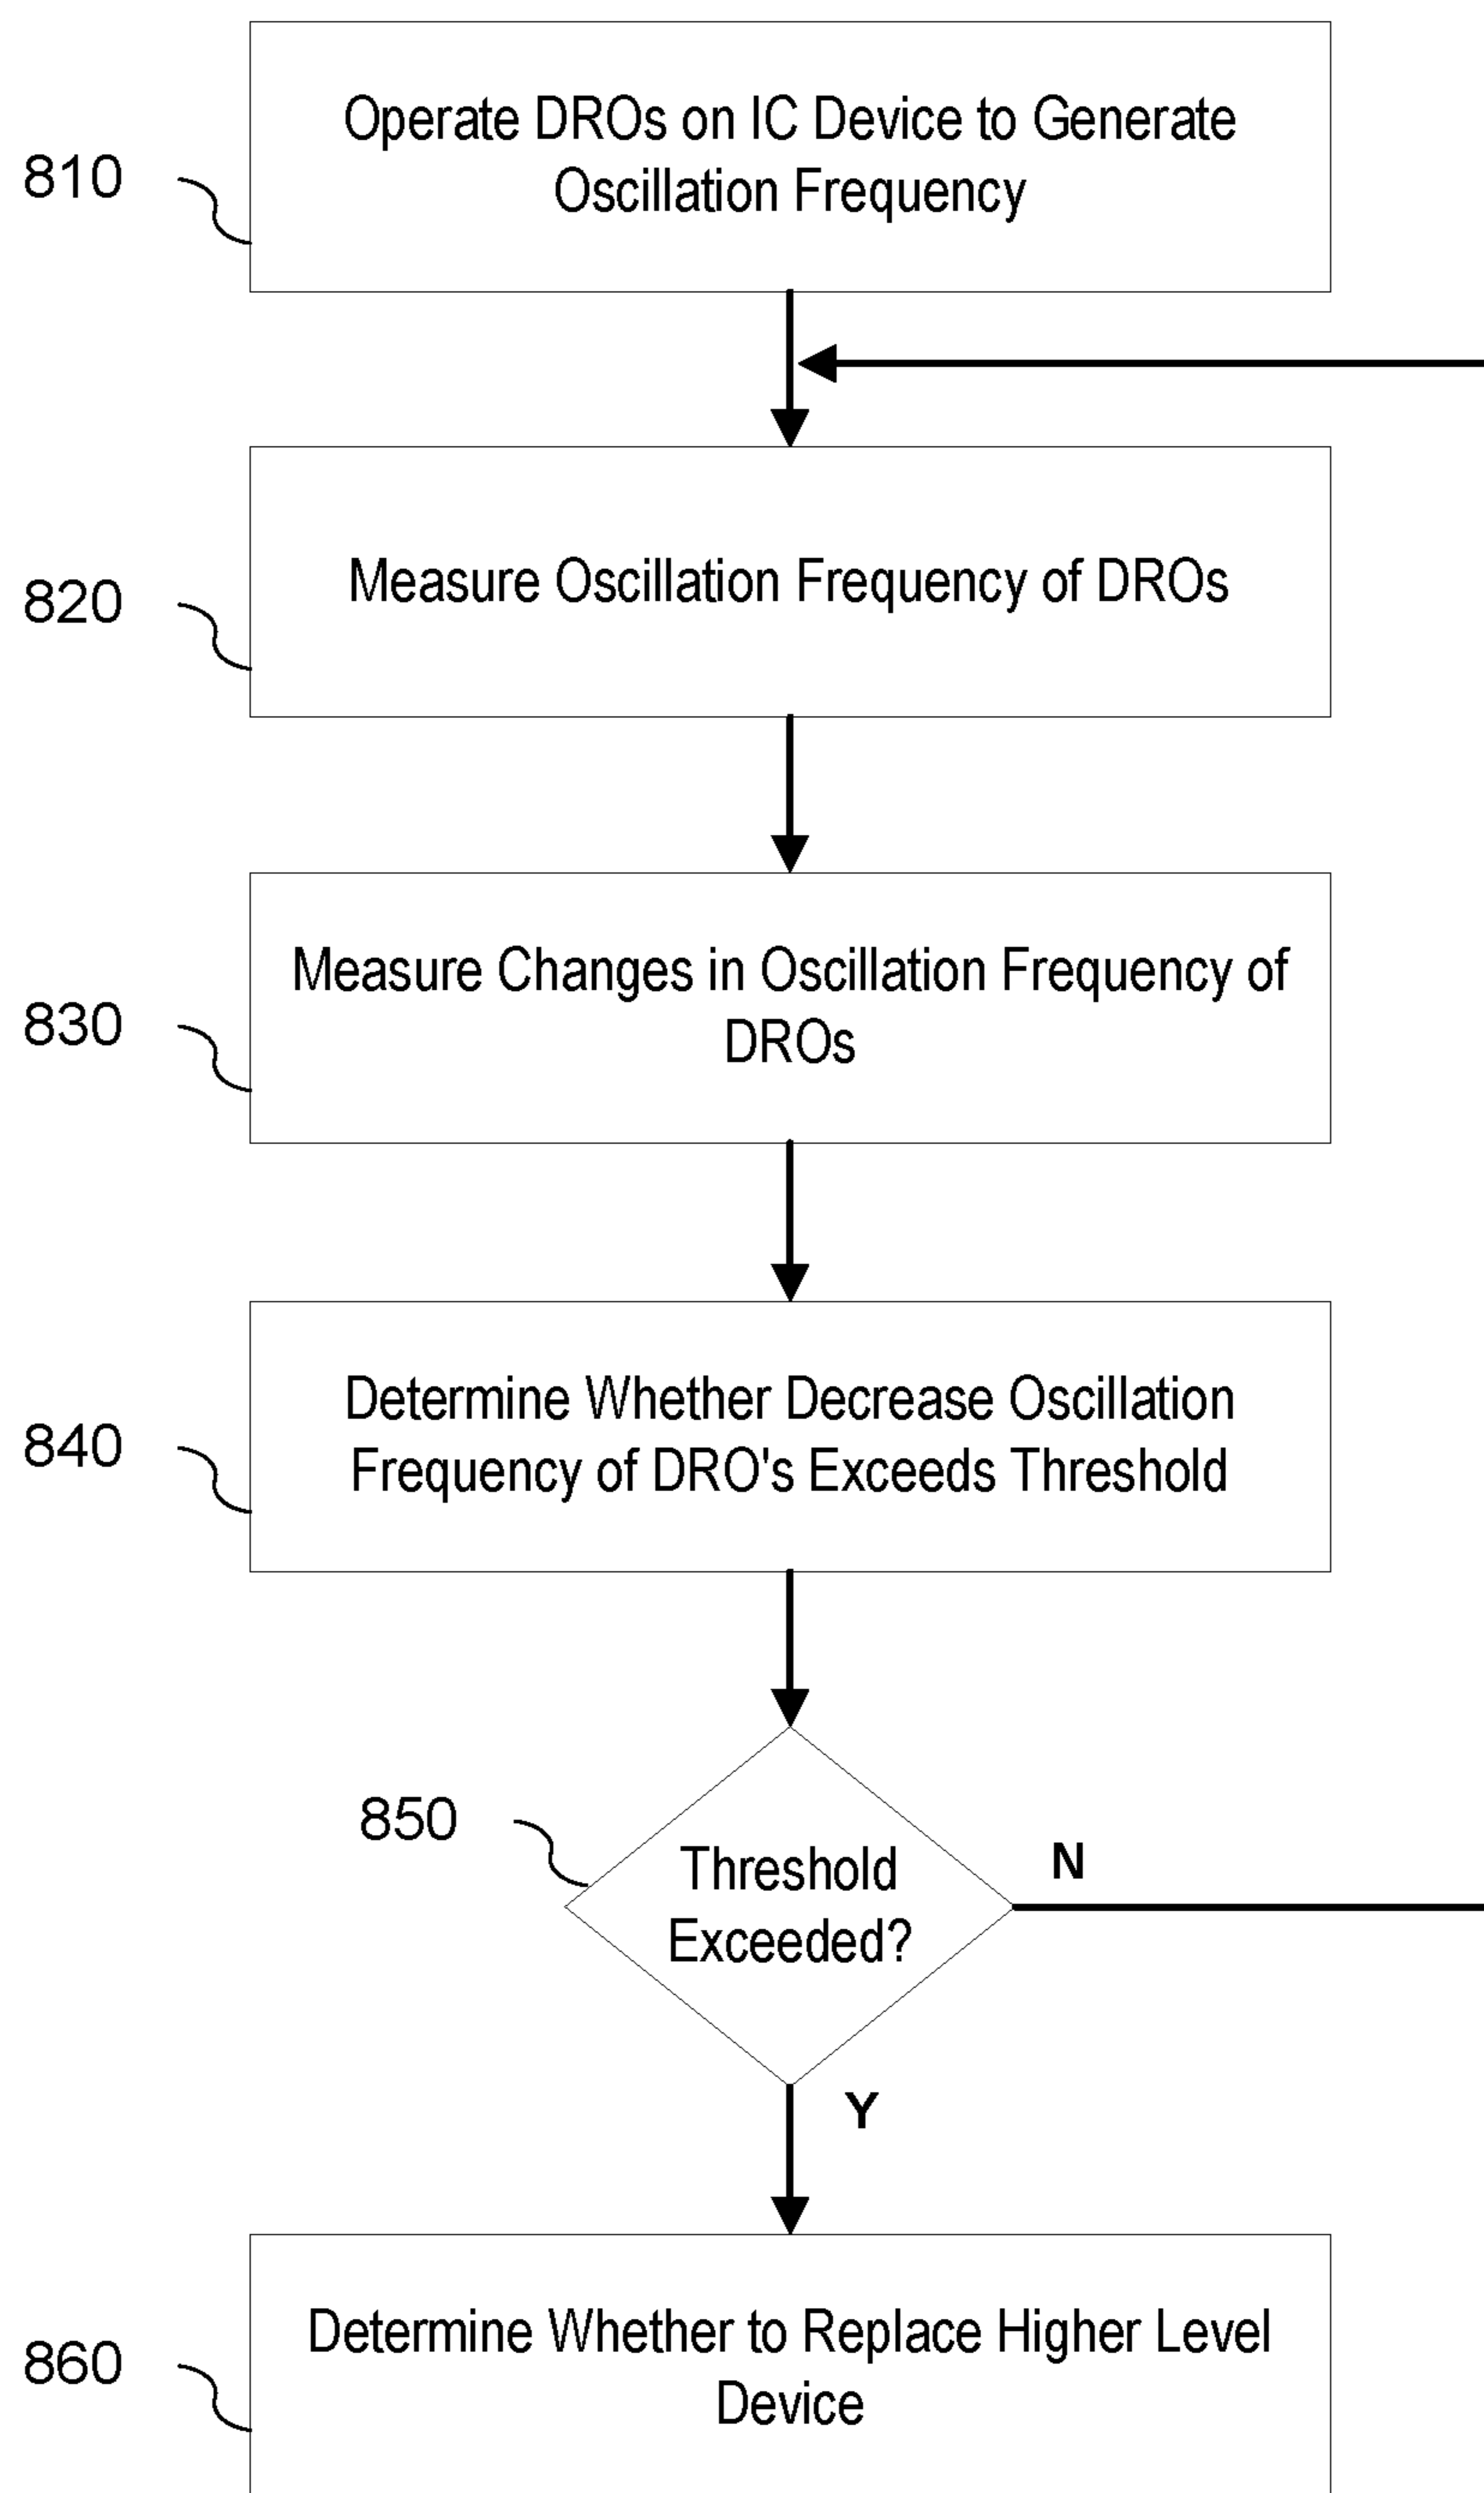 810
Operate DROs on IC Device to Generate
Oscillation Frequency
820
Measure Oscillation Frequency of DROs
830
Measure Changes in Oscillation Frequency of
DROs
840
Determine Whether Decrease Oscillation
Frequency of DRO's Exceeds Threshold
850
Threshold
Exceeded?
N
Y
860
Determine Whether to Replace Higher Level
Device